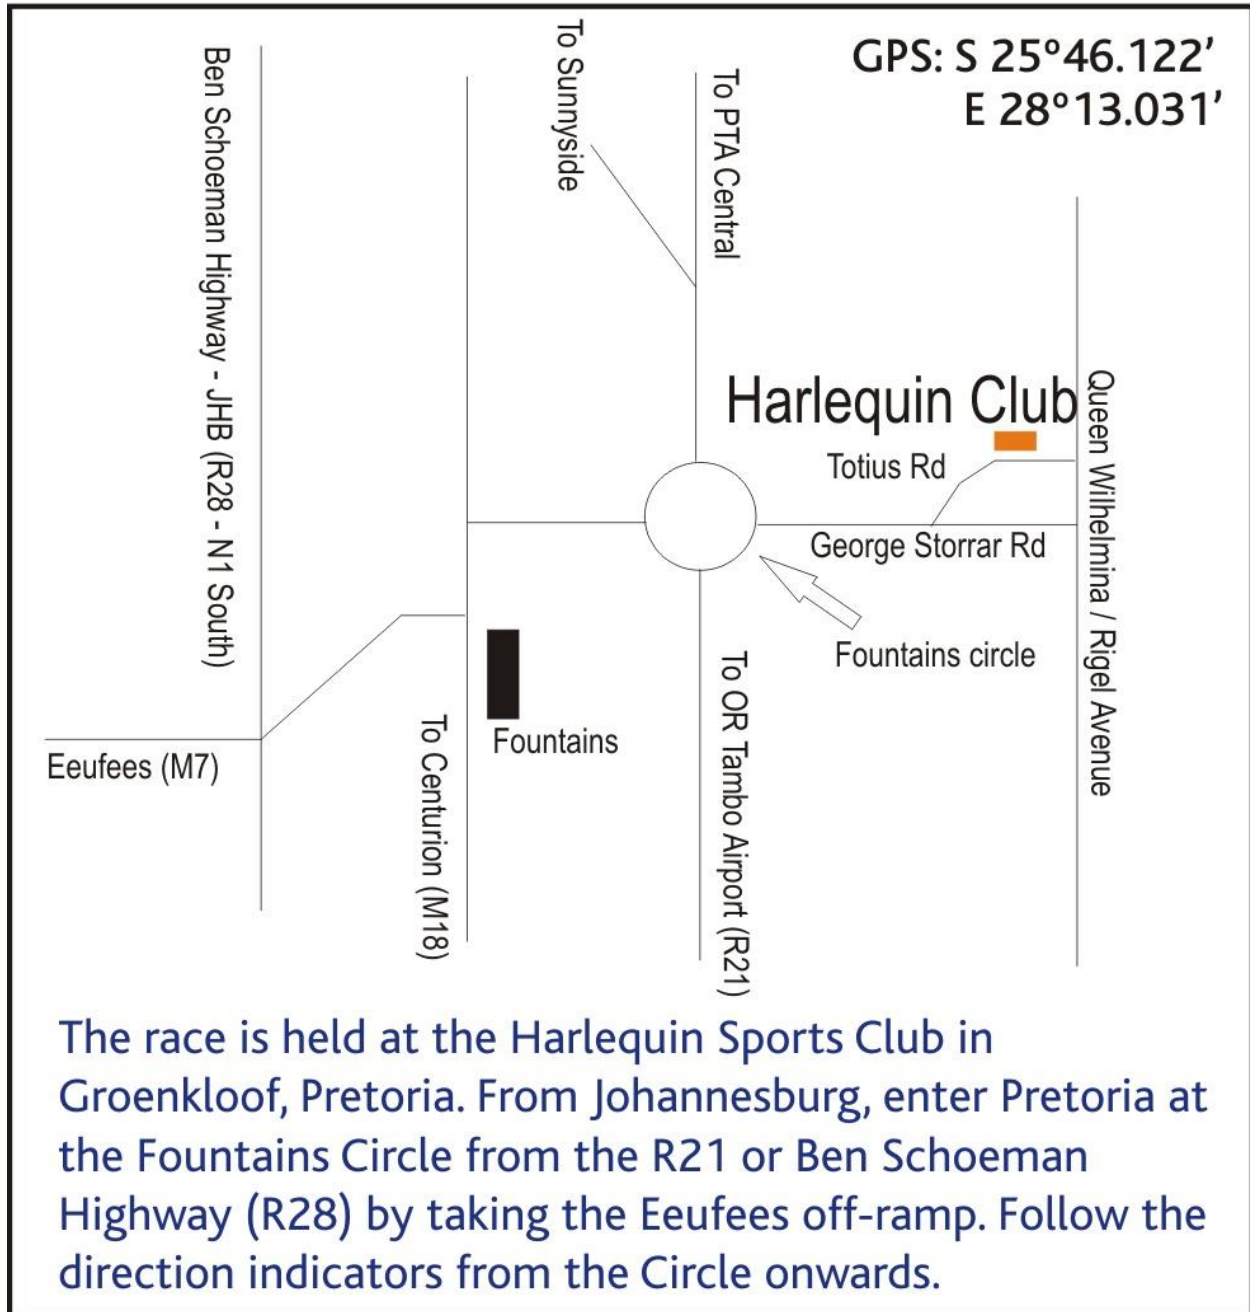 GPS: S 25º46.122’
E 28º13.031’
To Sunnyside
Ben Schoeman Highway - JHB (R28 - N1 South)
To PTA Central
Harlequin Club
Queen Wilhelmina / Rigel Avenue
Totius Rd
George Storrar Rd
Fountains circle
To OR Tambo Airport (R21)
Fountains
To Centurion (M18)
Eeufees (M7)
The race is held at the Harlequin Sports Club in
Groenkloof, Pretoria. From Johannesburg, enter Pretoria at
the Fountains Circle from the R21 or Ben Schoeman
Highway (R28) by taking the Eeufees off-ramp. Follow the
direction indicators from the Circle onwards.